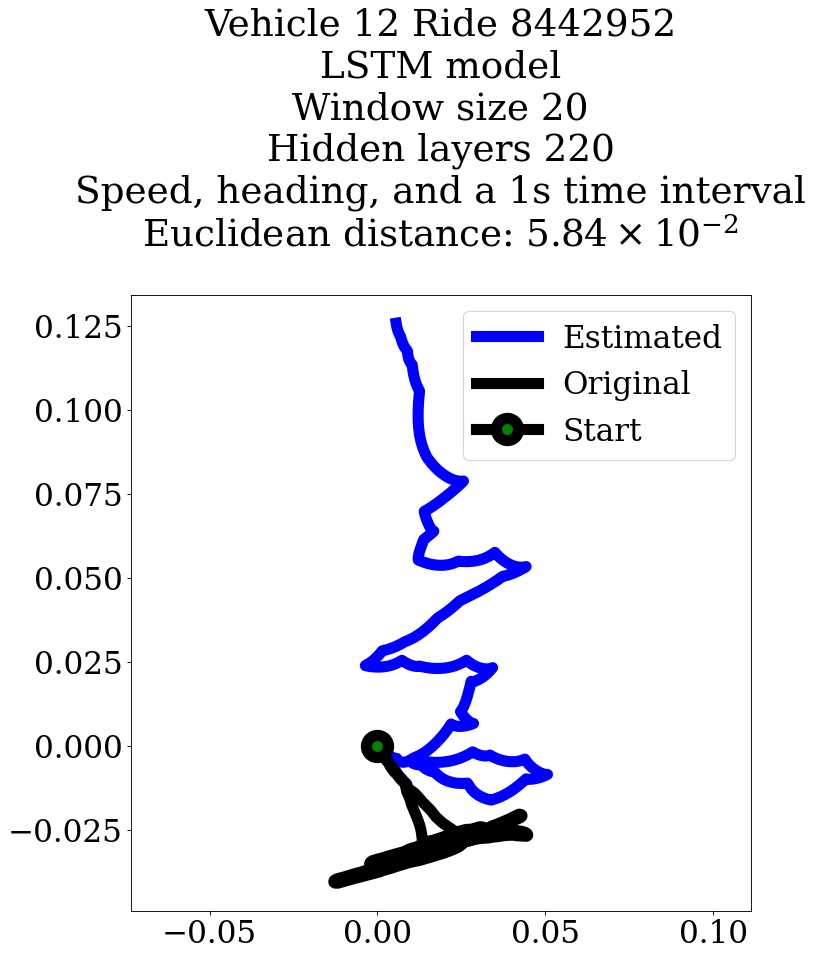 Vehicle 12 Ride 8442952
LSTM model
Window size 20
Hidden layers 220
Speed, heading, and a 1s time interval
Euclidean distance: 5.84 × 10⁻²
Estimated
Original
Start
0.125
0.100
0.075
0.050
0.025
0.000
−0.025
−0.05
0.00
0.05
0.10